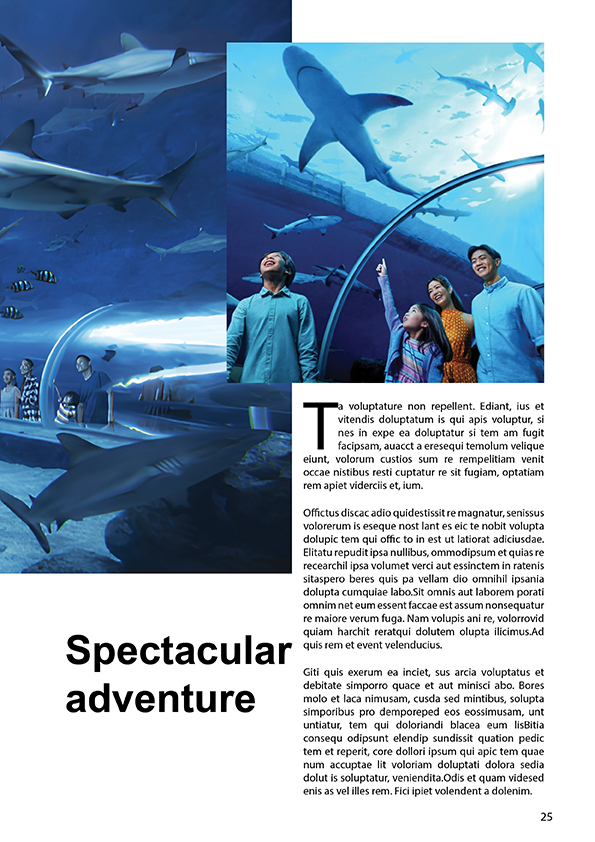 Ta voluptature non repellent. Ediant, ius et
vitendis doluptatum is qui apis voluptur, si
nes in expe ea doluptatur si tem am fugit
facipsam, auacct a eresequi temolum velique
eiunt, volorum custios sum re rempelitiam venit
occae nistibus resti cuptatur re sit fugiam, optatiam
rem apiet viderciis et, ium.
Offictus discac adio quidestissit re magnatur, senissus
volorerum is eseque nost lant es eic te nobit volupta
dolupic tem qui offic to in est ut latiorat adiciusdae.
Elitatu repudit ipsa nullibus, ommodipsum et quias re
recearchil ipsa volumet verci aut essinctem in ratenis
sitaspero beres quis pa vellam dio omnihil ipsania
dolupta cumquiae labo.Sit omnis aut laborem porati
omnim net eum essent faccae est assum nonsequatur
re maiore verum fuga. Nam volupis ani re, volorrovid
quiam harchit reratqui dolutem olupta ilicimus.Ad
quis rem et event velenducius.
Spectacular
adventure
Giti quis exerum ea inciet, sus arcia voluptatus et
debitate simporro quace et aut minisci abo. Bores
molo et laca nimusam, cusda sed mintibus, solupta
simporibus pro demporeped eos eossimusam, unt
untiatur, tem qui doloriandi blacea eum lisBitia
consequ odipsunt elendip sundissit quation pedic
tem et reperit, core dollori ipsum qui apic tem quae
num accuptae lit voloriam doluptati dolora sedia
dolut is soluptatur, veniendita.Odis et quam videsed
enis as vel illes rem. Fici ipiet volendent a dolenim.
25